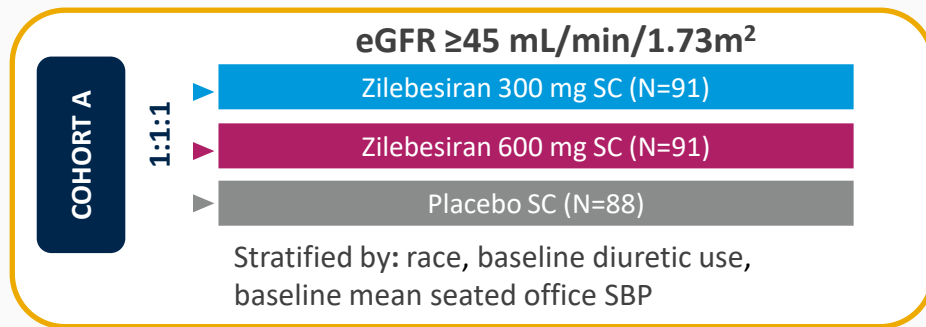 eGFR ≥45 mL/min/1.73m²
COHORT A
1:1:1
Zilebesiran 300 mg SC (N=91)
Zilebesiran 600 mg SC (N=91)
Placebo SC (N=88)
Stratified by: race, baseline diuretic use,
baseline mean seated office SBP